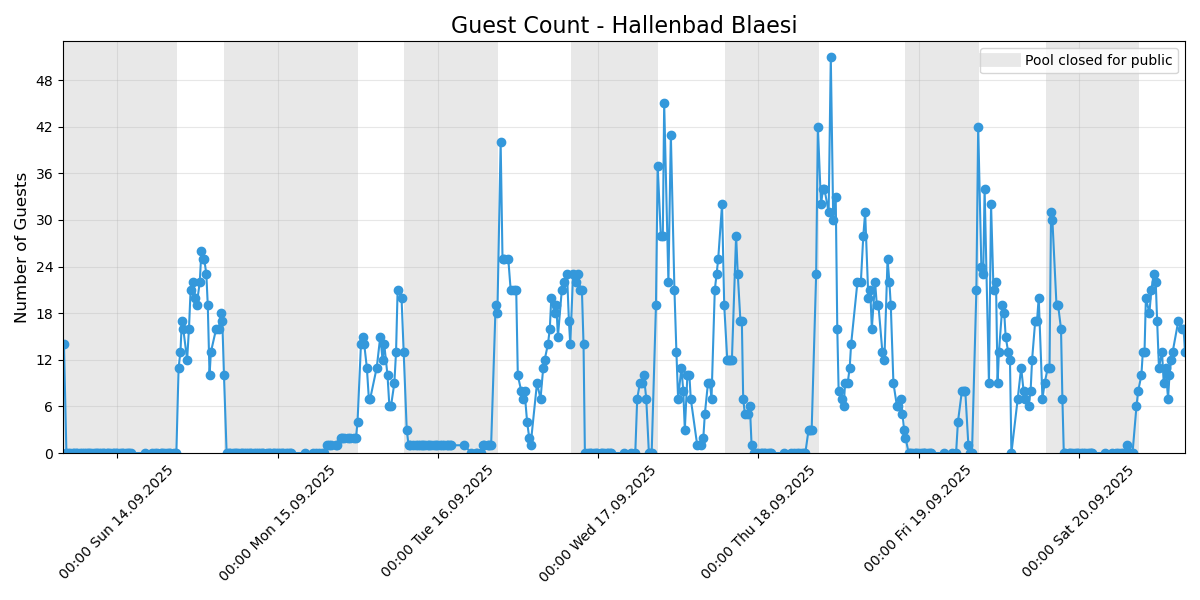 Guest Count - Hallenbad Blaesi
Pool closed for public
Number of Guests
48
42
36
30
24
18
12
6
0
00:00 Sun 14.09.2025
00:00 Mon 15.09.2025
00:00 Tue 16.09.2025
00:00 Wed 17.09.2025
00:00 Thu 18.09.2025
00:00 Fri 19.09.2025
00:00 Sat 20.09.2025